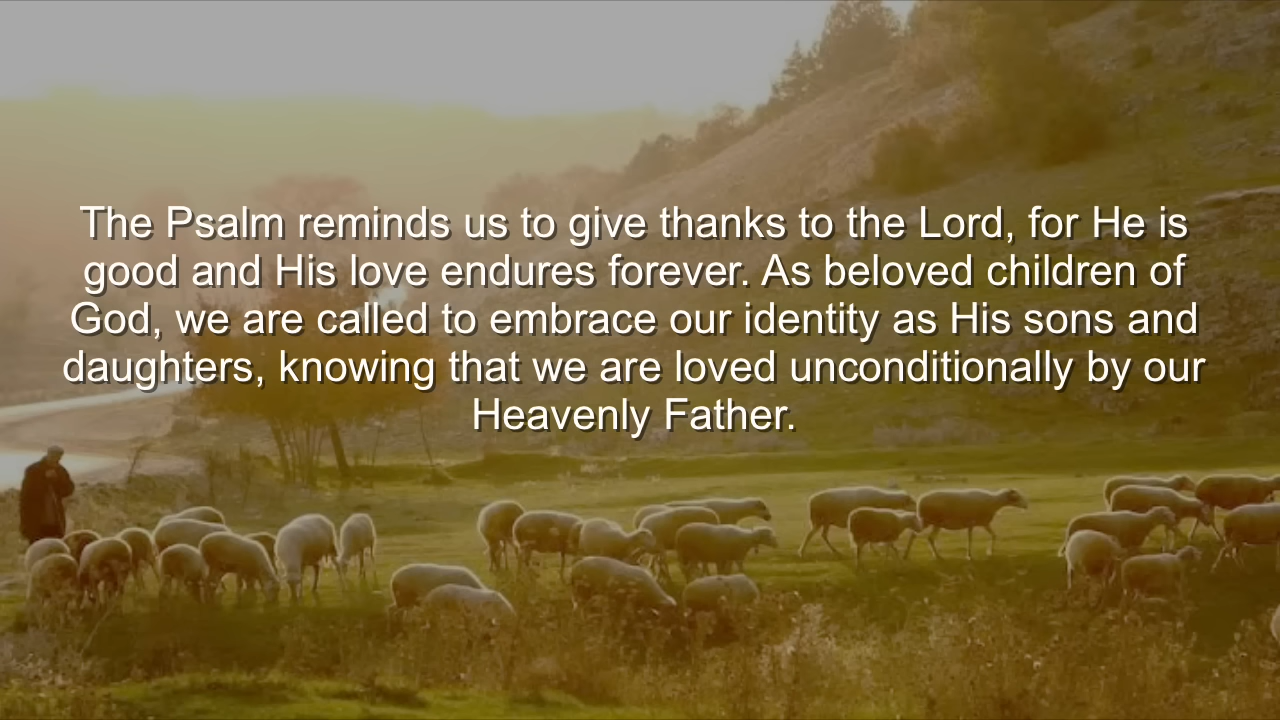 The Psalm reminds us to give thanks to the Lord, for He is
good and His love endures forever. As beloved children of
God, we are called to embrace our identity as His sons and
daughters, knowing that we are loved unconditionally by our
Heavenly Father.